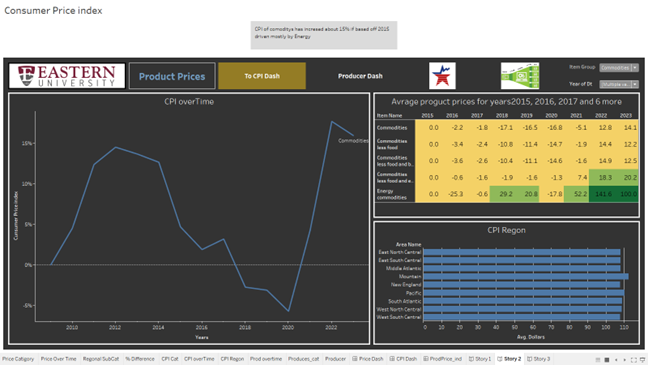 Consumer Price index
CPI of comoditya has incresed about 15% if based off 2015
driven mostly by Energy
EASTERN
UNIVERSITY
Product Prices
To CPI Dash
Producer Dash
Item Group
Commodities
Year of Dt
(Multiple va...
CPI overTime
15%
10%
5%
0%
-5%
Consumer Price index
Commodities
2010 2012 2014 2016 2018 2020 2022
Years
Avrage proguct prices for years2015, 2016, 2017 and 6 more
Item Name 2015 2016 2017 2018 2019 2020 2021 2022 2023
Commodities 0.0 -2.2 -1.8 -17.1 -16.5 -16.8 -5.1 12.8 14.1
Commodities
less food 0.0 -3.4 -2.4 -10.8 -11.4 -14.7 -1.9 14.4 12.2
Commodities
less food and b... 0.0 -3.6 -2.6 -10.4 -11.1 -14.6 -1.6 14.9 12.5
Commodities
less food and e... 0.0 -0.6 -1.6 -1.9 -1.6 -1.3 7.4 18.3 20.2
Energy
commodities 0.0 -25.3 -0.6 29.2 20.8 -17.8 52.2 141.6 100.0
CPI Regon
Area Name
East North Central
East South Central
Middle Atlantic
Mountain
New England
Pacific
South Atlantic
West North Central
West South Central
0 10 20 30 40 50 60 70 80 90 100 110
Avg. Dollars
Price Category Price Over Time Regonal SubCat % Difference CPI Cat CPI overTime CPI Regon Prod overtime Produces_cat Producer Price Dash CPI Dash ProdPrice_ind Story 1 Story 2 Story 3